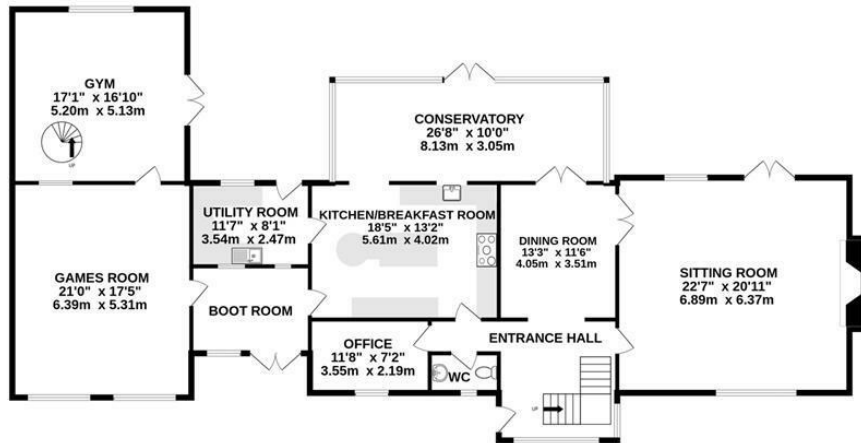 GYM
17'1" x 16'10"
5.20m x 5.13m
UP
CONSERVATORY
26'8" x 10'0"
8.13m x 3.05m
UTILITY ROOM
11'7" x 8'1"
3.54m x 2.47m
KITCHEN/BREAKFAST ROOM
18'5" x 13'2"
5.61m x 4.02m
DINING ROOM
13'3" x 11'6"
4.05m x 3.51m
SITTING ROOM
22'7" x 20'11"
6.89m x 6.37m
GAMES ROOM
21'0" x 17'5"
6.39m x 5.31m
BOOT ROOM
OFFICE
11'8" x 7'2"
3.55m x 2.19m
ENTRANCE HALL
WC
UP